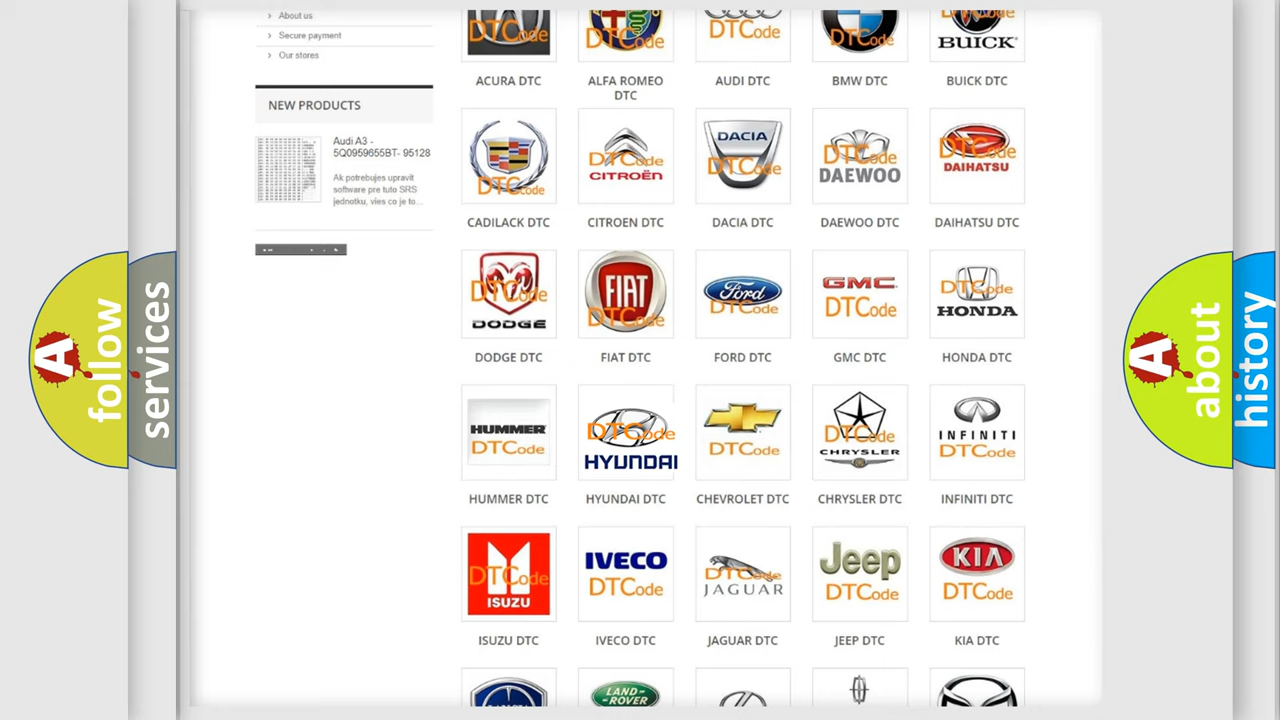 About us
Secure payment
Our stores
NEW PRODUCTS
Audi A3 -
5Q0959655BT- 95128
Ak potrebujes upravit
software pre tuto SRS
jednotku, vies co je to...
DTCode
DTCode
DTCode
DTCode
BUICK
ACURA DTC
ALFA ROMEO
DTC
AUDI DTC
BMW DTC
BUICK DTC
DTCode
DTCode
CITROËN
DACIA
DTCode
DTCode
DAEWOO
DTCode
DAIHATSU
CADILACK DTC
CITROEN DTC
DACIA DTC
DAEWOO DTC
DAIHATSU DTC
DTCode
DODGE
FIAT
DTCode
Ford
DTCode
GMC
DTCode
DTCode
HONDA
DODGE DTC
FIAT DTC
FORD DTC
GMC DTC
HONDA DTC
HUMMER
DTCode
DTCode
HYUNDAI
DTCode
DTCode
CHRYSLER
INFINITI
DTCode
HUMMER DTC
HYUNDAI DTC
CHEVROLET DTC
CHRYSLER DTC
INFINITI DTC
DTCode
ISUZU
IVECO
DTCode
DTCode
JAGUAR
Jeep
DTCode
KIA
DTCode
ISUZU DTC
IVECO DTC
JAGUAR DTC
JEEP DTC
KIA DTC
LAND-
ROVER
A
follow
services
A
about
history